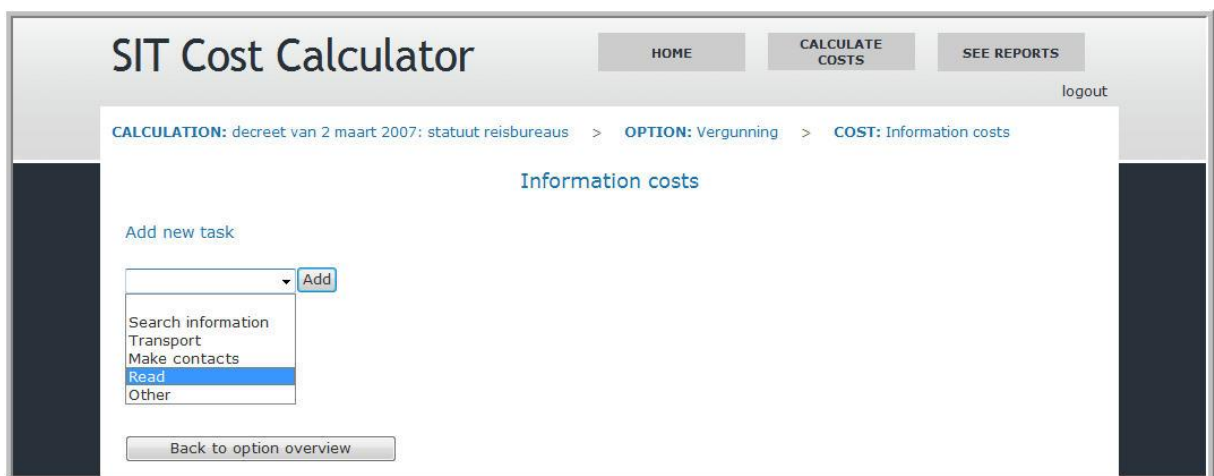 SIT Cost Calculator
HOME
CALCULATE
COSTS
SEE REPORTS
logout
CALCULATION: decreet van 2 maart 2007: statuut reisbureaus > OPTION: Vergunning > COST: Information costs
Information costs
Add new task
Add
Search information
Transport
Make contacts
Read
Other
Back to option overview